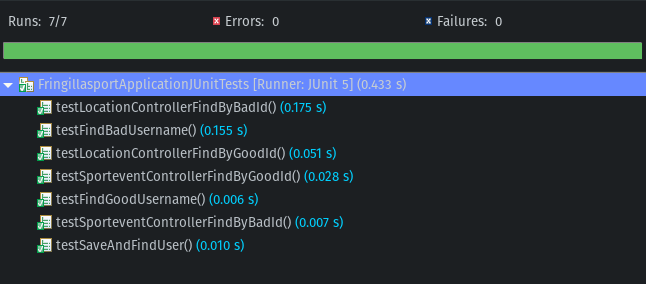 Runs: 7/7 Errors: 0 Failures: 0
FringillasportApplicationJUnitTests [Runner: JUnit 5] (0.433 s)
testLocationControllerFindByBadId() (0.175 s)
testFindBadUsername() (0.155 s)
testLocationControllerFindByGoodId() (0.051 s)
testSporteventControllerFindByGoodId() (0.028 s)
testFindGoodUsername() (0.006 s)
testSporteventControllerFindByBadId() (0.007 s)
testSaveAndFindUser() (0.010 s)